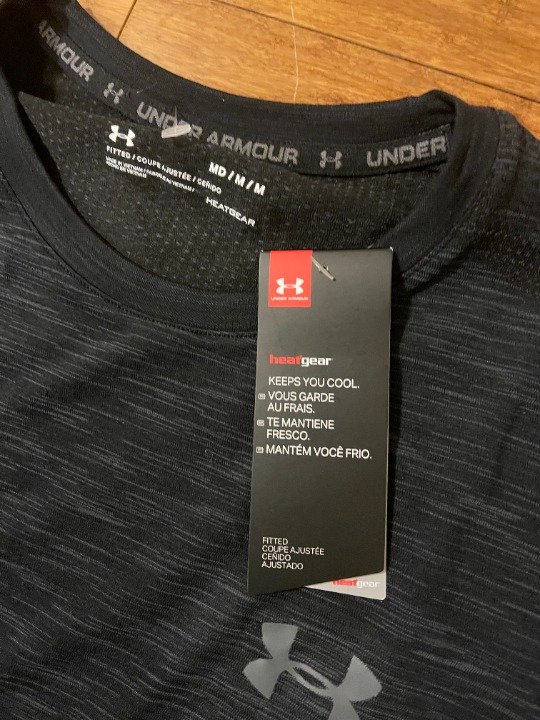 ARMOUR
UNDER ARMOUR
UNDER
FITTED / COUPE AJUSTÉE / CEÑIDO
MD / M / M
HEATGEAR
UNDER ARMOUR
heatgear
KEEPS YOU COOL.
VOUS GARDE
AU FRAIS.
TE MANTIENE
FRESCO.
MANTÉM VOCÊ FRIO.
FITTED
COUPE AJUSTÉE
CEÑIDO
AJUSTADO
heatgear